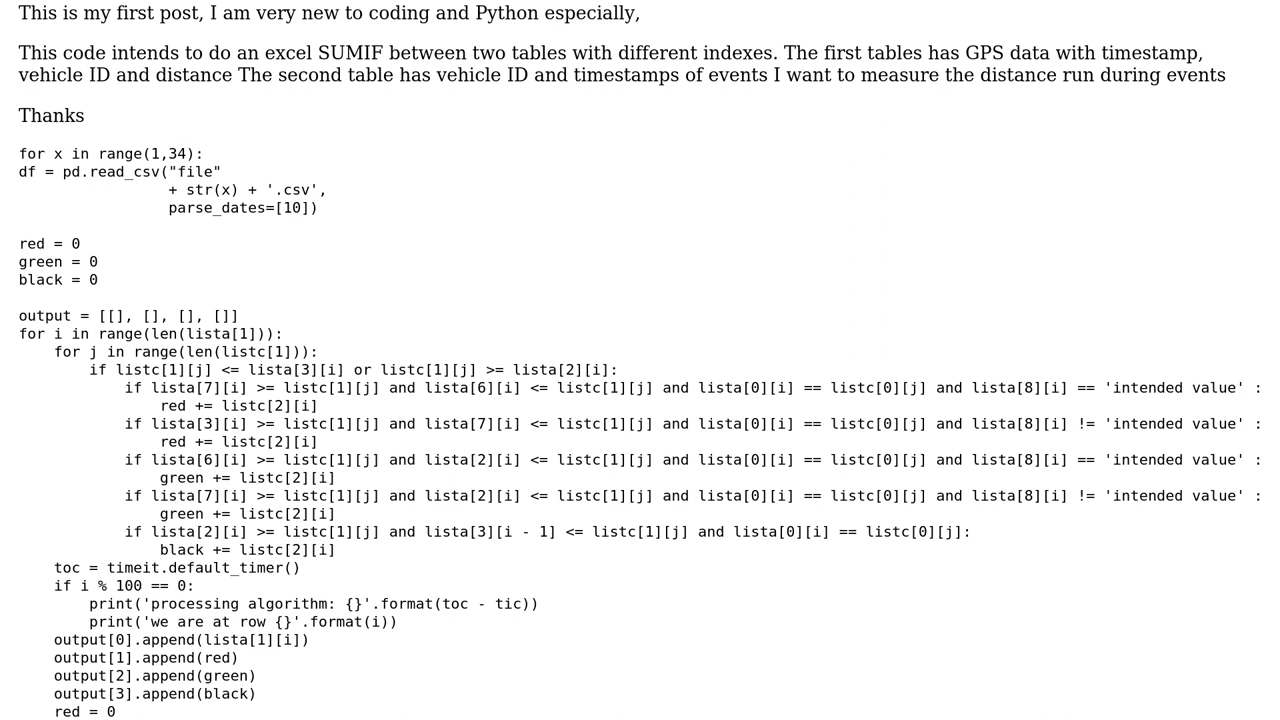 This is my first post, I am very new to coding and Python especially,
This code intends to do an excel SUMIF between two tables with different indexes. The first tables has GPS data with timestamp,
vehicle ID and distance The second table has vehicle ID and timestamps of events I want to measure the distance run during events
Thanks
for x in range(1,34):
df = pd.read_csv("file"
                 + str(x) + '.csv',
                 parse_dates=[10])

red = 0
green = 0
black = 0

output = [[], [], [], []]
for i in range(len(lista[1])):
    for j in range(len(listc[1])):
        if listc[1][j] <= lista[3][i] or listc[1][j] >= lista[2][i]:
            if lista[7][i] >= listc[1][j] and lista[6][i] <= listc[1][j] and lista[0][i] == listc[0][j] and lista[8][i] == 'intended value' :
                red += listc[2][i]
            if lista[3][i] >= listc[1][j] and lista[7][i] <= listc[1][j] and lista[0][i] == listc[0][j] and lista[8][i] != 'intended value' :
                red += listc[2][i]
            if lista[6][i] >= listc[1][j] and lista[2][i] <= listc[1][j] and lista[0][i] == listc[0][j] and lista[8][i] == 'intended value' :
                green += listc[2][i]
            if lista[7][i] >= listc[1][j] and lista[2][i] <= listc[1][j] and lista[0][i] == listc[0][j] and lista[8][i] != 'intended value' :
                green += listc[2][i]
            if lista[2][i] >= listc[1][j] and lista[3][i - 1] <= listc[1][j] and lista[0][i] == listc[0][j]:
                black += listc[2][i]
    toc = timeit.default_timer()
    if i % 100 == 0:
        print('processing algorithm: {}'.format(toc - tic))
        print('we are at row {}'.format(i))
    output[0].append(lista[1][i])
    output[1].append(red)
    output[2].append(green)
    output[3].append(black)
    red = 0